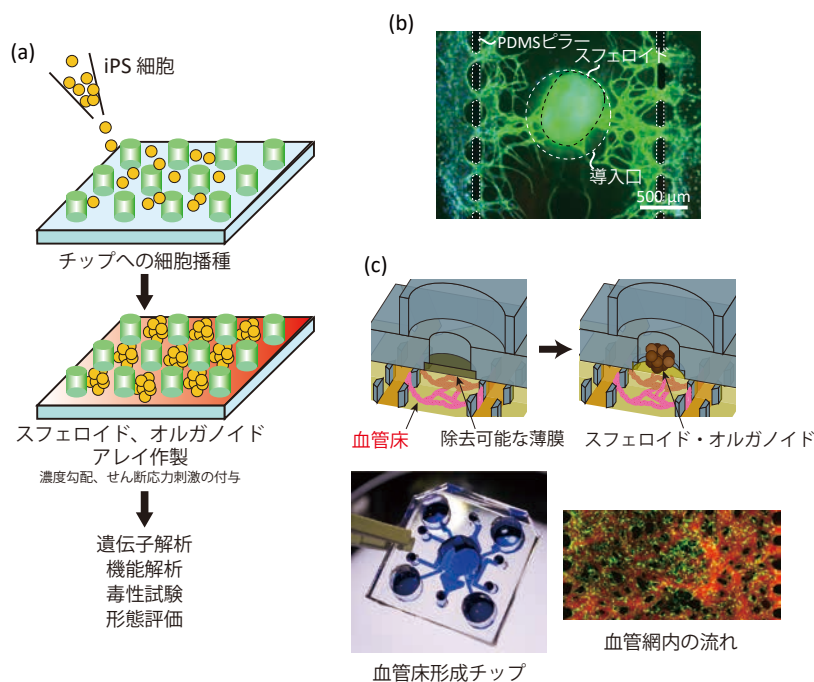 (a)
iPS 細胞
チップへの細胞播種
スフェロイド、オルガノイド
アレイ作製
濃度勾配、せん断応力刺激の付与
遺伝子解析
機能解析
毒性試験
形態評価
(b)
PDMSピラー
スフェロイド
導入口
500 μm
(c)
血管床
除去可能な薄膜
スフェロイド・オルガノイド
血管床形成チップ
血管網内の流れ